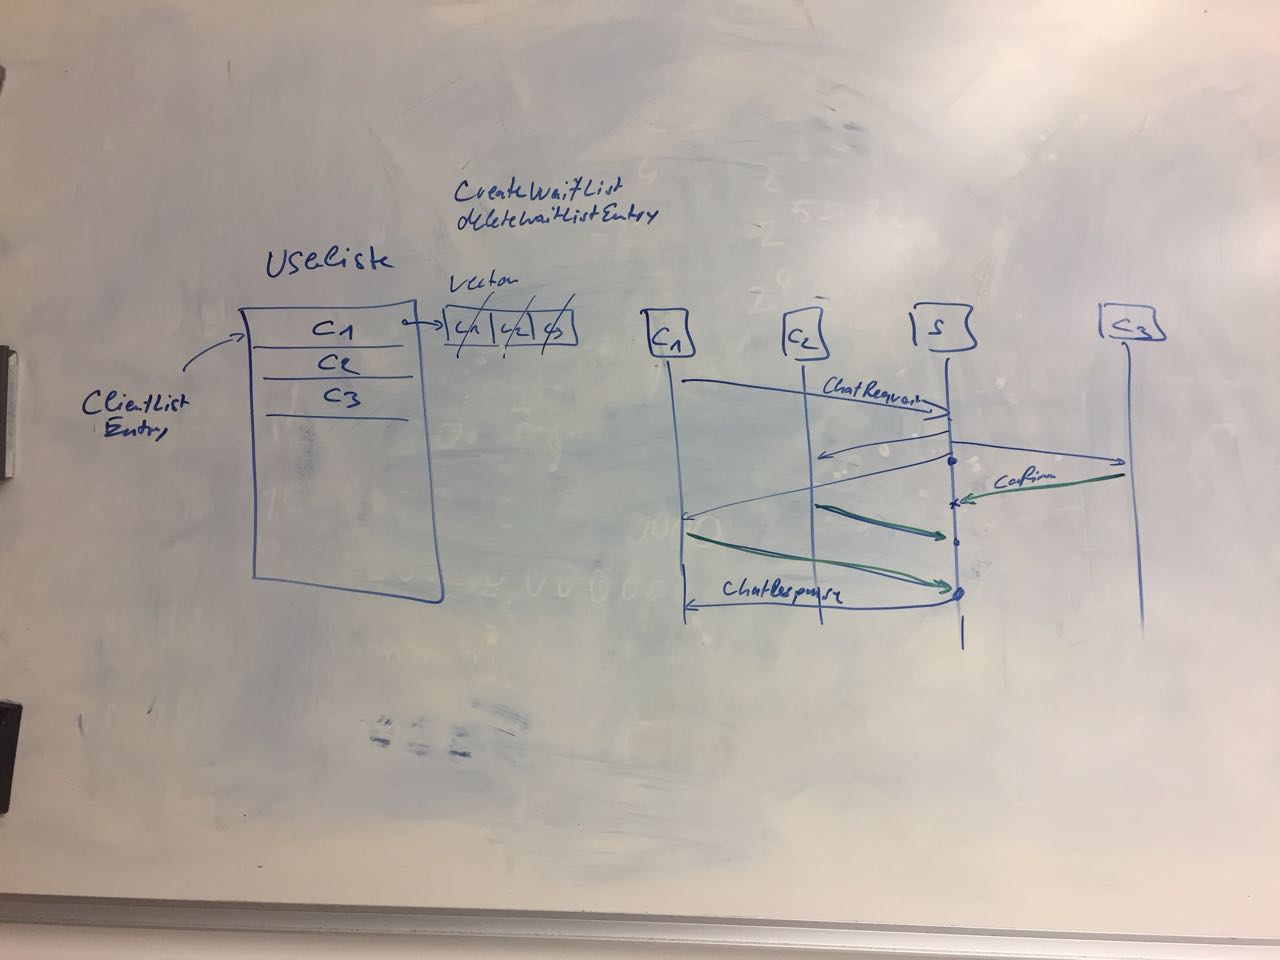 CreateWaitList
deleteWaitListEntry
Userliste
Vector
C1
C2
C3
C1 C2 C3
ClientList
Entry
C1
C2
S
C3
ChatRequest
Confirm
ChatResponse